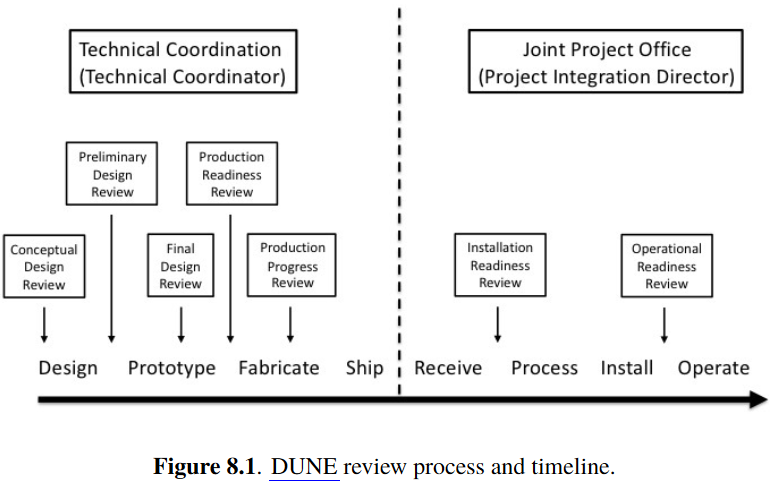 Technical Coordination
(Technical Coordinator)
Joint Project Office
(Project Integration Director)
Preliminary
Design
Review
Production
Readiness
Review
Conceptual
Design
Review
Final
Design
Review
Production
Progress
Review
Installation
Readiness
Review
Operational
Readiness
Review
Design Prototype Fabricate Ship Receive Process Install Operate
Figure 8.1. DUNE review process and timeline.